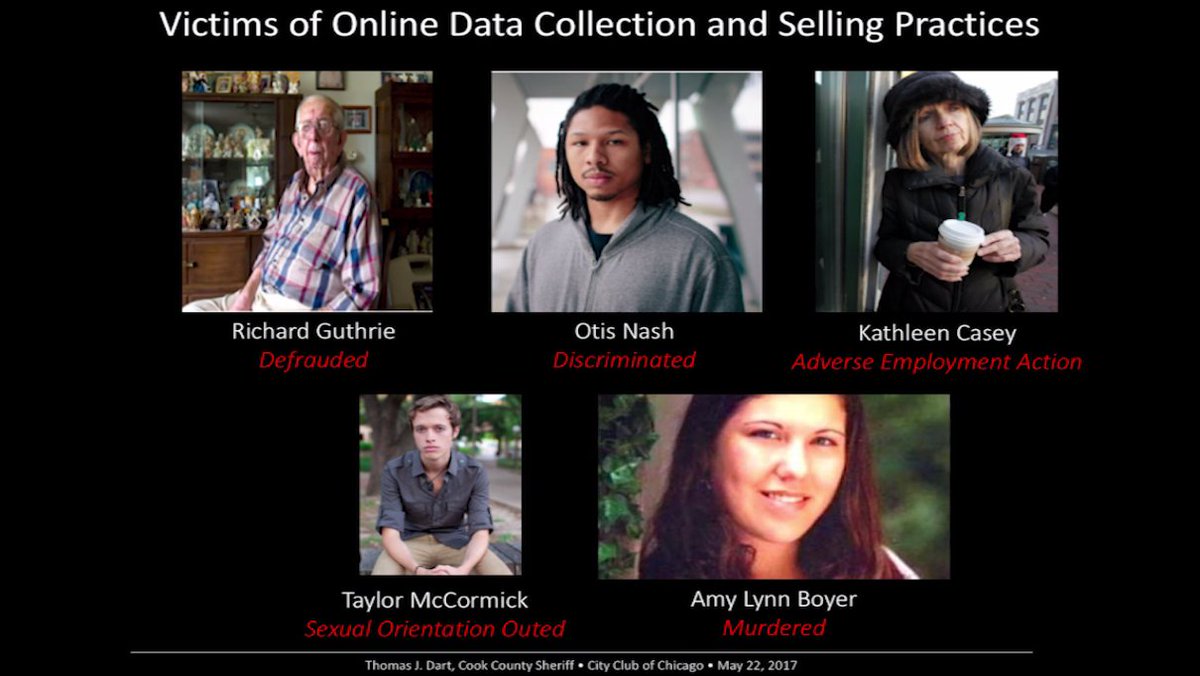 Victims of Online Data Collection and Selling Practices
Richard Guthrie
Defrauded
Otis Nash
Discriminated
Kathleen Casey
Adverse Employment Action
Taylor McCormick
Sexual Orientation Outed
Amy Lynn Boyer
Murdered
Thomas J. Dart, Cook County Sheriff • City Club of Chicago • May 22, 2017